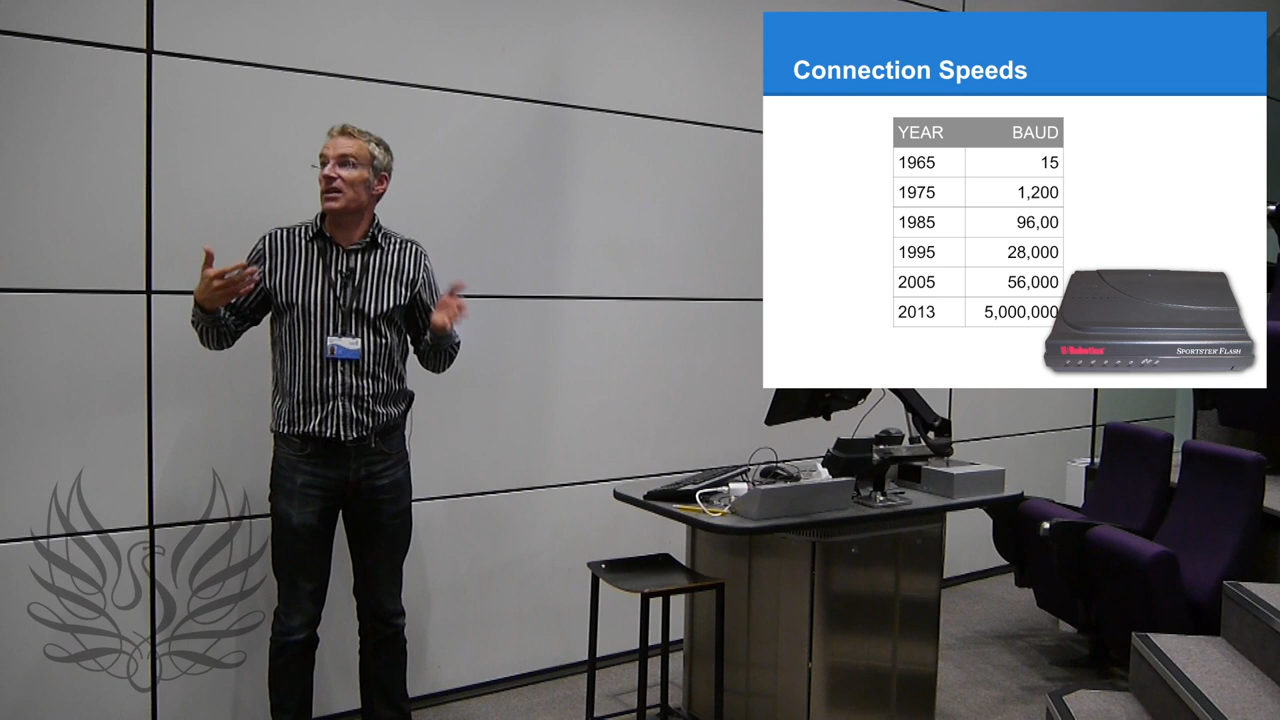 Connection Speeds
YEAR BAUD
1965 15
1975 1,200
1985 96,00
1995 28,000
2005 56,000
2013 5,000,000
SPORTSTER FLASH